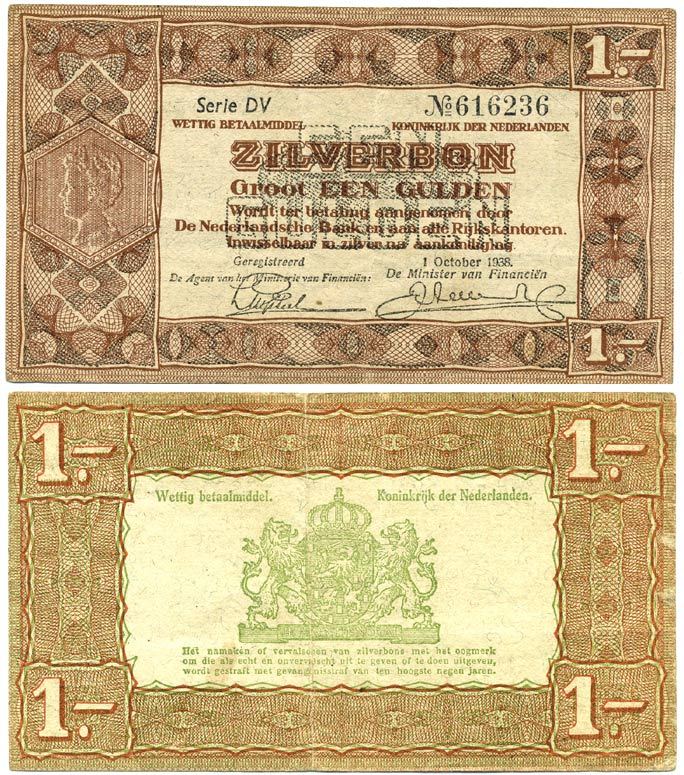 1.-
Serie DV № 616236
WETTIG BETAALMIDDEL KONINKRIJK DER NEDERLANDEN
ZILVERBON
Groot EEN GULDEN
Wordt ter betaling aangenomen door
De Nederlandsche Bank en aan alle Rijkskantoren.
Inwisselbaar in zilver na aankondiging
Geregistreerd 1 October 1938.
De Agent van het Ministerie van Financiën: De Minister van Financiën
1.-
1.- 1.-
Wettig betaalmiddel. Koninkrijk der Nederlanden.
Het namaken of vervalschen van zilverbons met het oogmerk
om die als echt en onvervalscht uit te geven of te doen uitgeven,
wordt gestraft met gevangenisstraf van ten hoogste negen jaren.
1.- 1.-